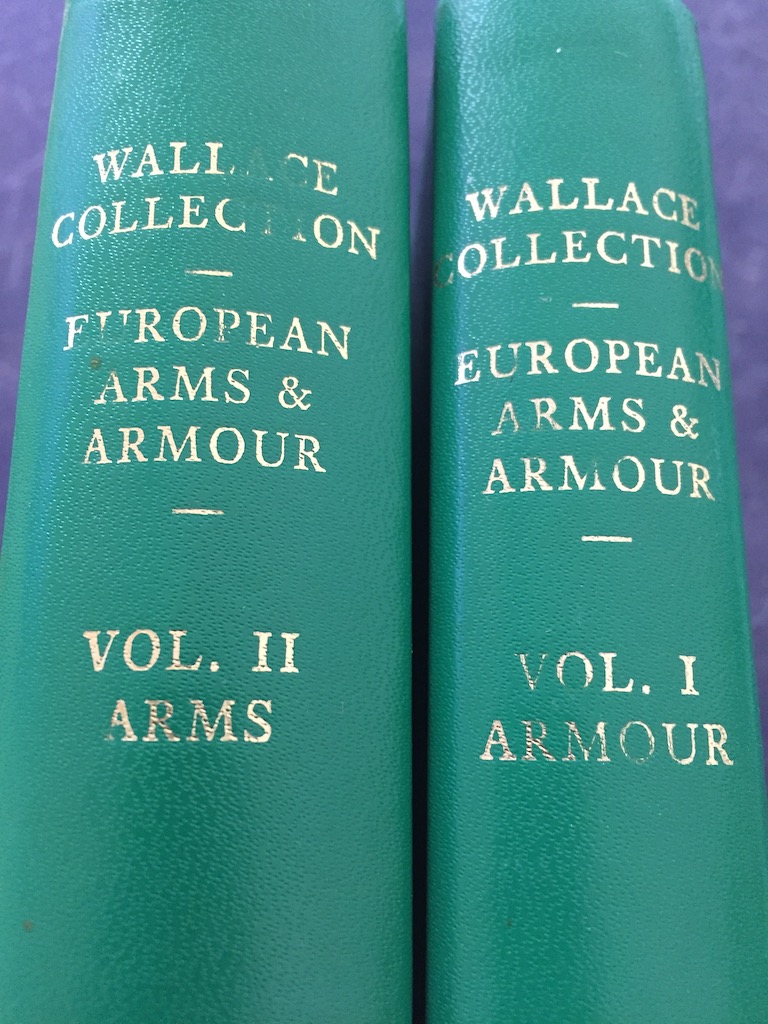 WALLACE
COLLECTION
EUROPEAN
ARMS &
ARMOUR
VOL. II
ARMS
WALLACE
COLLECTION
EUROPEAN
ARMS &
ARMOUR
VOL. I
ARMOUR